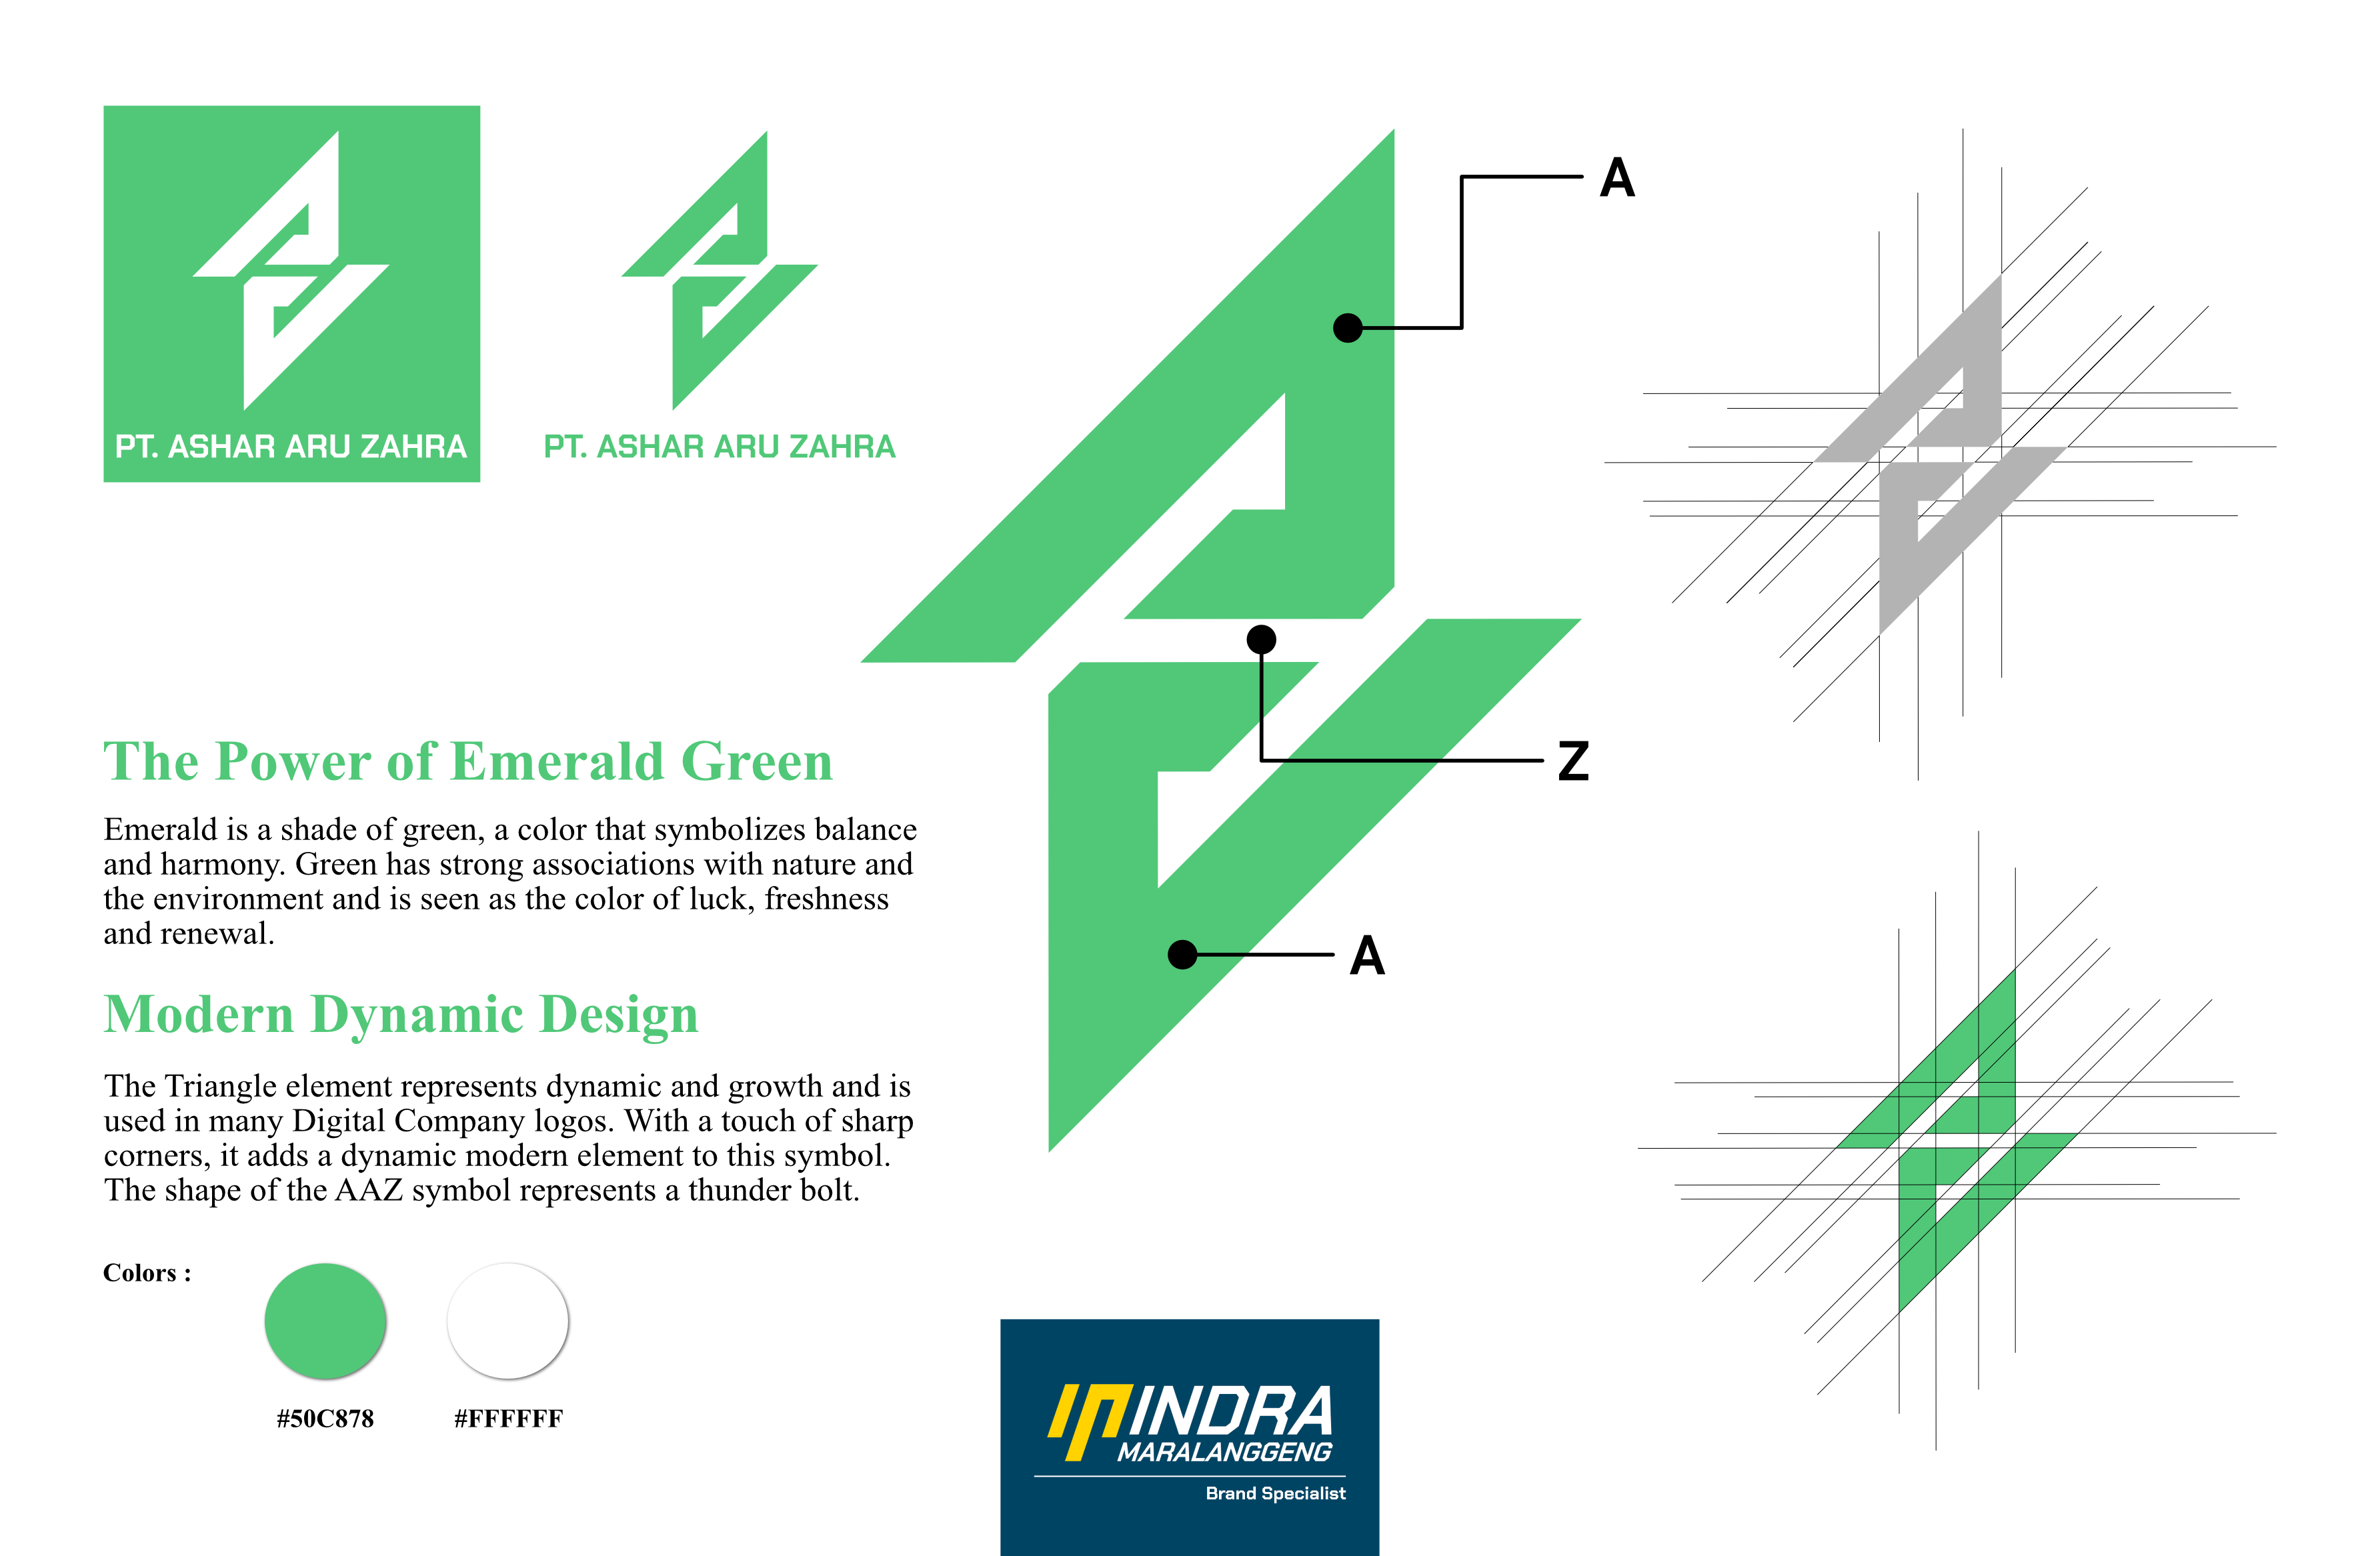 PT. ASHAR ARU ZAHRA
PT. ASHAR ARU ZAHRA
A
Z
A
The Power of Emerald Green
Emerald is a shade of green, a color that symbolizes balance
and harmony. Green has strong associations with nature and
the environment and is seen as the color of luck, freshness
and renewal.
Modern Dynamic Design
The Triangle element represents dynamic and growth and is
used in many Digital Company logos. With a touch of sharp
corners, it adds a dynamic modern element to this symbol.
The shape of the AAZ symbol represents a thunder bolt.
Colors :
#50C878
#FFFFFF
INDRA
MARALANGGENG
Brand Specialist